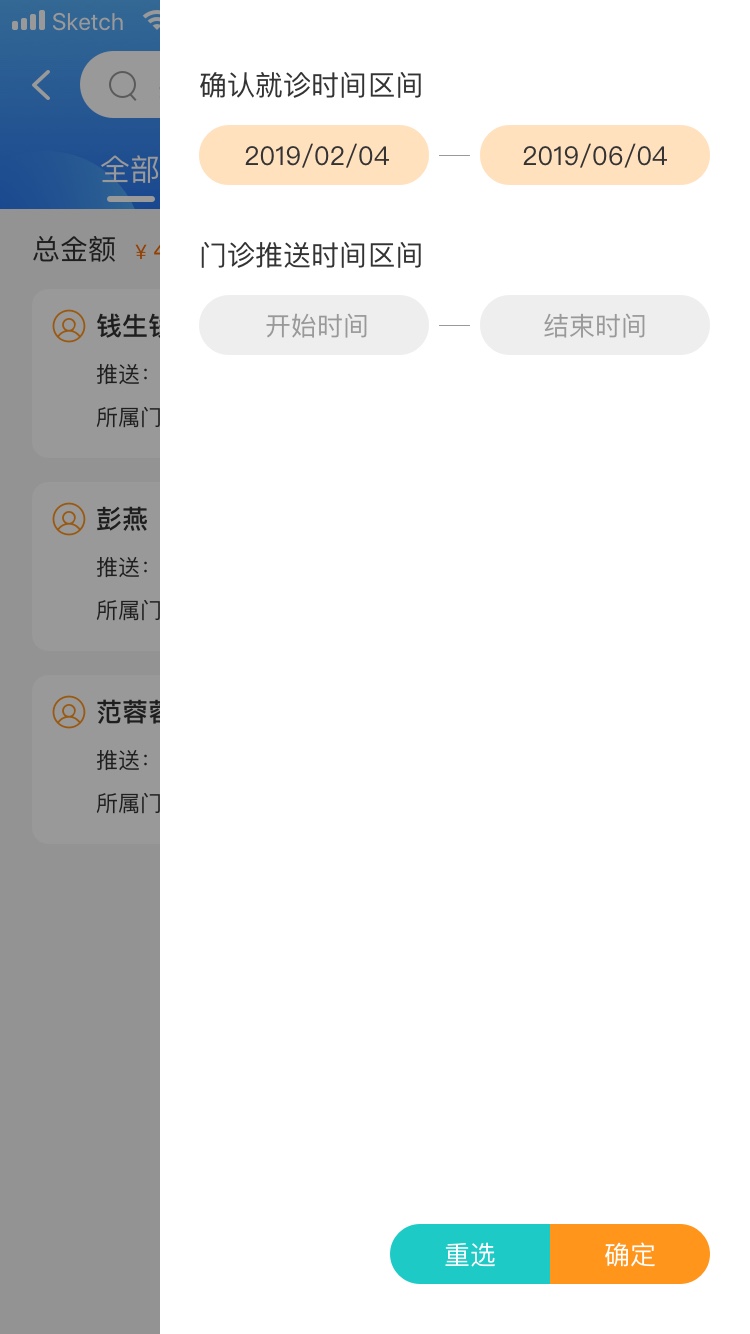 Sketch
全部
总金额 ¥ 4
钱生
推送：
所属门
彭燕
推送：
所属门
范蓉
推送：
所属门
确认就诊时间区间
2019/02/04 — 2019/06/04
门诊推送时间区间
开始时间 — 结束时间
重选 确定